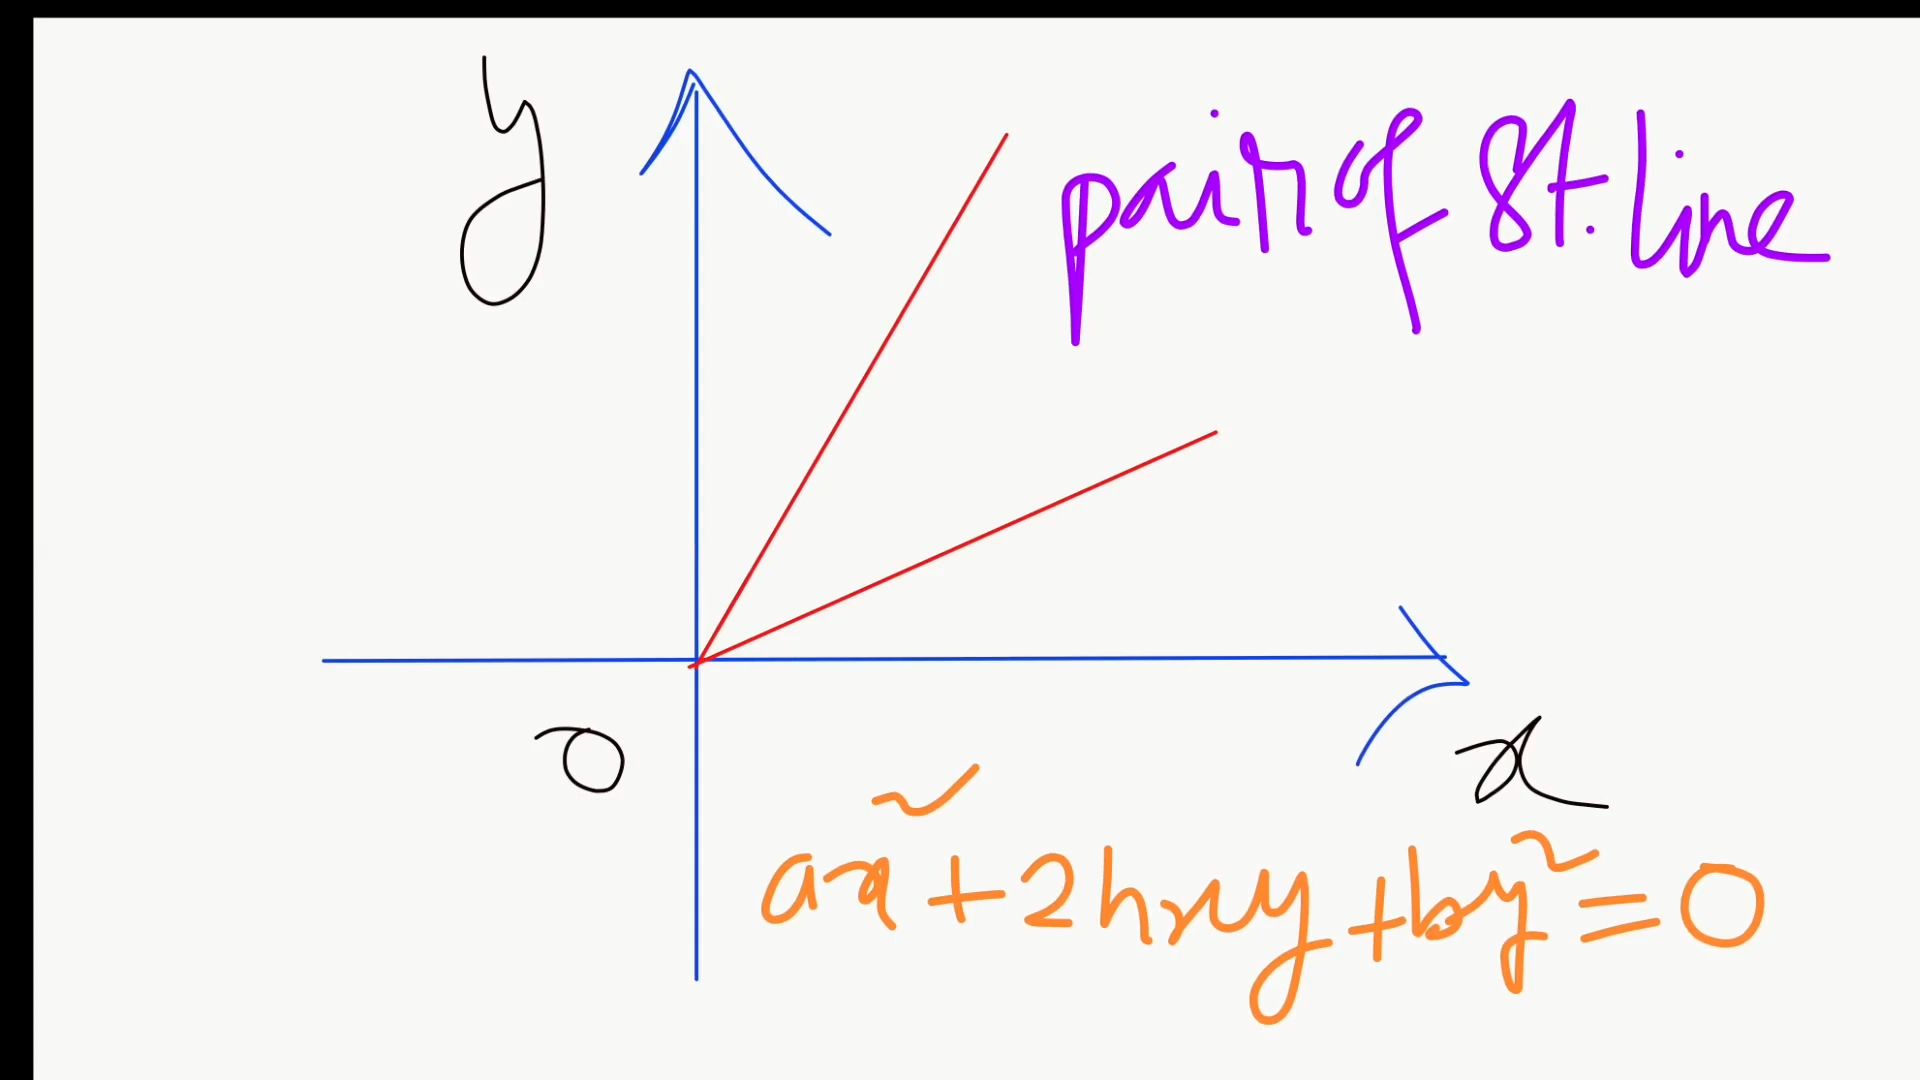 y
pair of St. line
o
x
ax² + 2hxy + by² = 0